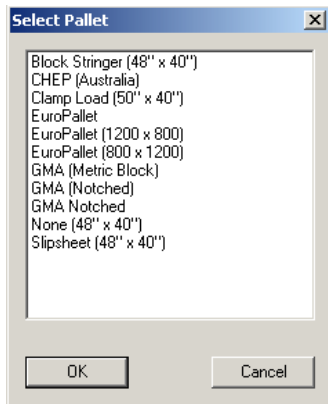 Select Pallet
Block Stringer (48" x 40")
CHEP (Australia)
Clamp Load (50" x 40")
EuroPallet
EuroPallet (1200 x 800)
EuroPallet (800 x 1200)
GMA (Metric Block)
GMA (Notched)
GMA Notched
None (48" x 40")
Slipsheet (48" x 40")
OK
Cancel